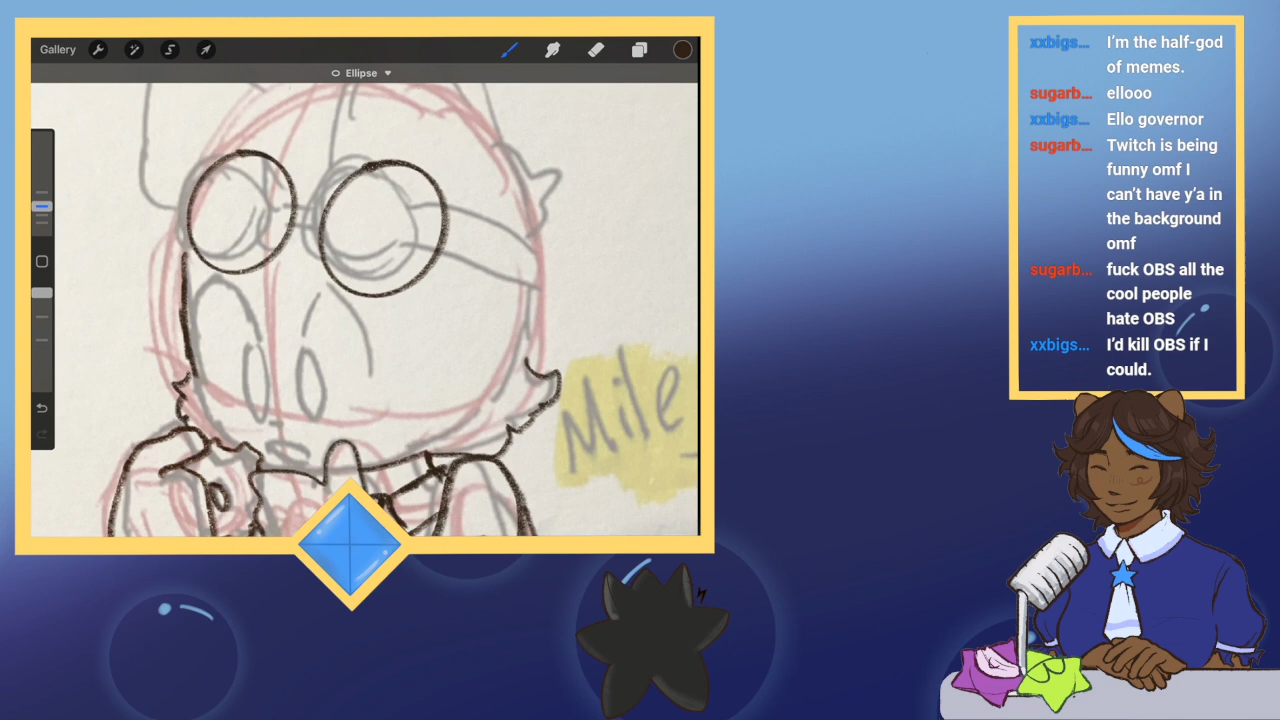 Gallery
Ellipse
Mile
xxbigs... I'm the half-god
of memes.
sugarb... ellooo
xxbigs... Ello governor
sugarb... Twitch is being
funny omf I
can't have y'a in
the background
omf
sugarb... fuck OBS all the
cool people
hate OBS
xxbigs... I'd kill OBS if I
could.